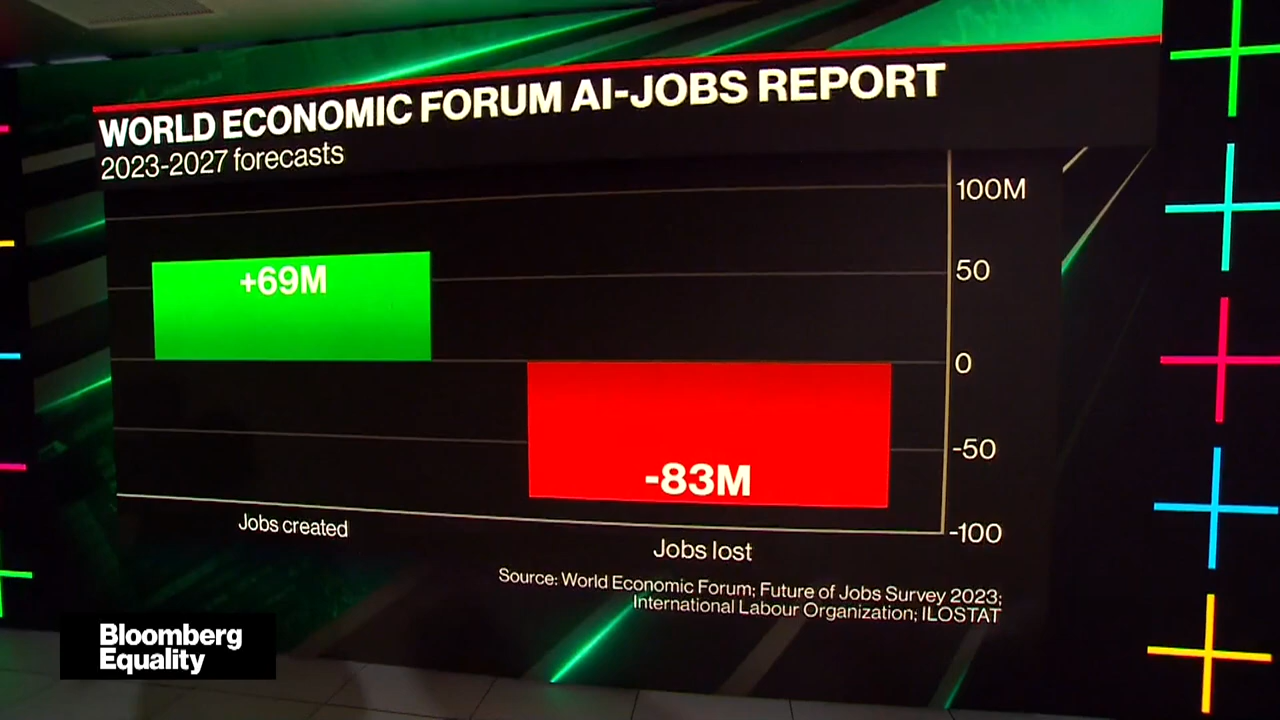 WORLD ECONOMIC FORUM AI-JOBS REPORT
2023-2027 forecasts
100M
50
0
-50
-100
+69M
-83M
Jobs created
Jobs lost
Source: World Economic Forum; Future of Jobs Survey 2023;
International Labour Organization; ILOSTAT
Bloomberg
Equality